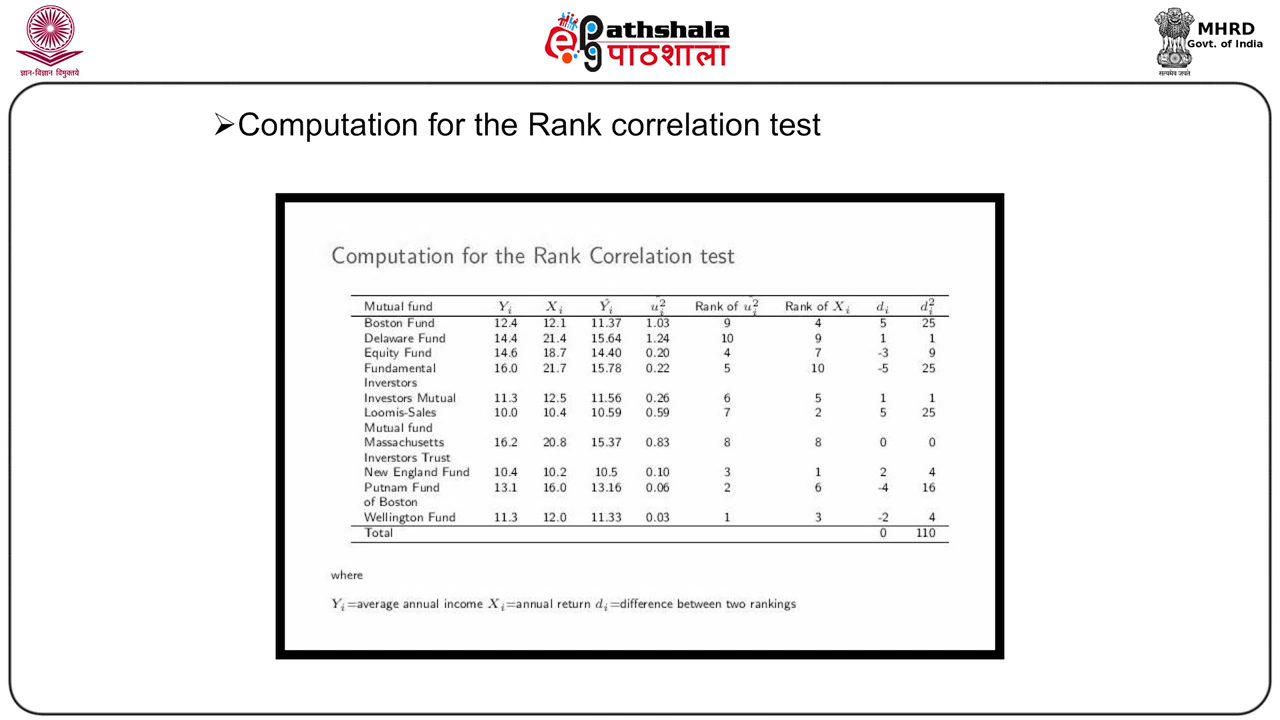 ज्ञान-विज्ञान विमुक्तये
epg Pathshala
पाठशाला
MHRD
Govt. of India
सत्यमेव जयते
➢Computation for the Rank correlation test
Computation for the Rank Correlation test
Mutual fund Yᵢ Xᵢ Ŷᵢ uᵢ² Rank of uᵢ² Rank of Xᵢ dᵢ dᵢ²
Boston Fund 12.4 12.1 11.37 1.03 9 4 5 25
Delaware Fund 14.4 21.4 15.64 1.24 10 9 1 1
Equity Fund 14.6 18.7 14.40 0.20 4 7 -3 9
Fundamental 16.0 21.7 15.78 0.22 5 10 -5 25
Inverstors
Investors Mutual 11.3 12.5 11.56 0.26 6 5 1 1
Loomis-Sales 10.0 10.4 10.59 0.59 7 2 5 25
Mutual fund
Massachusetts 16.2 20.8 15.37 0.83 8 8 0 0
Inverstors Trust
New England Fund 10.4 10.2 10.5 0.10 3 1 2 4
Putnam Fund 13.1 16.0 13.16 0.06 2 6 -4 16
of Boston
Wellington Fund 11.3 12.0 11.33 0.03 1 3 -2 4
Total 0 110
where
Yᵢ=average annual income Xᵢ=annual return dᵢ=difference between two rankings